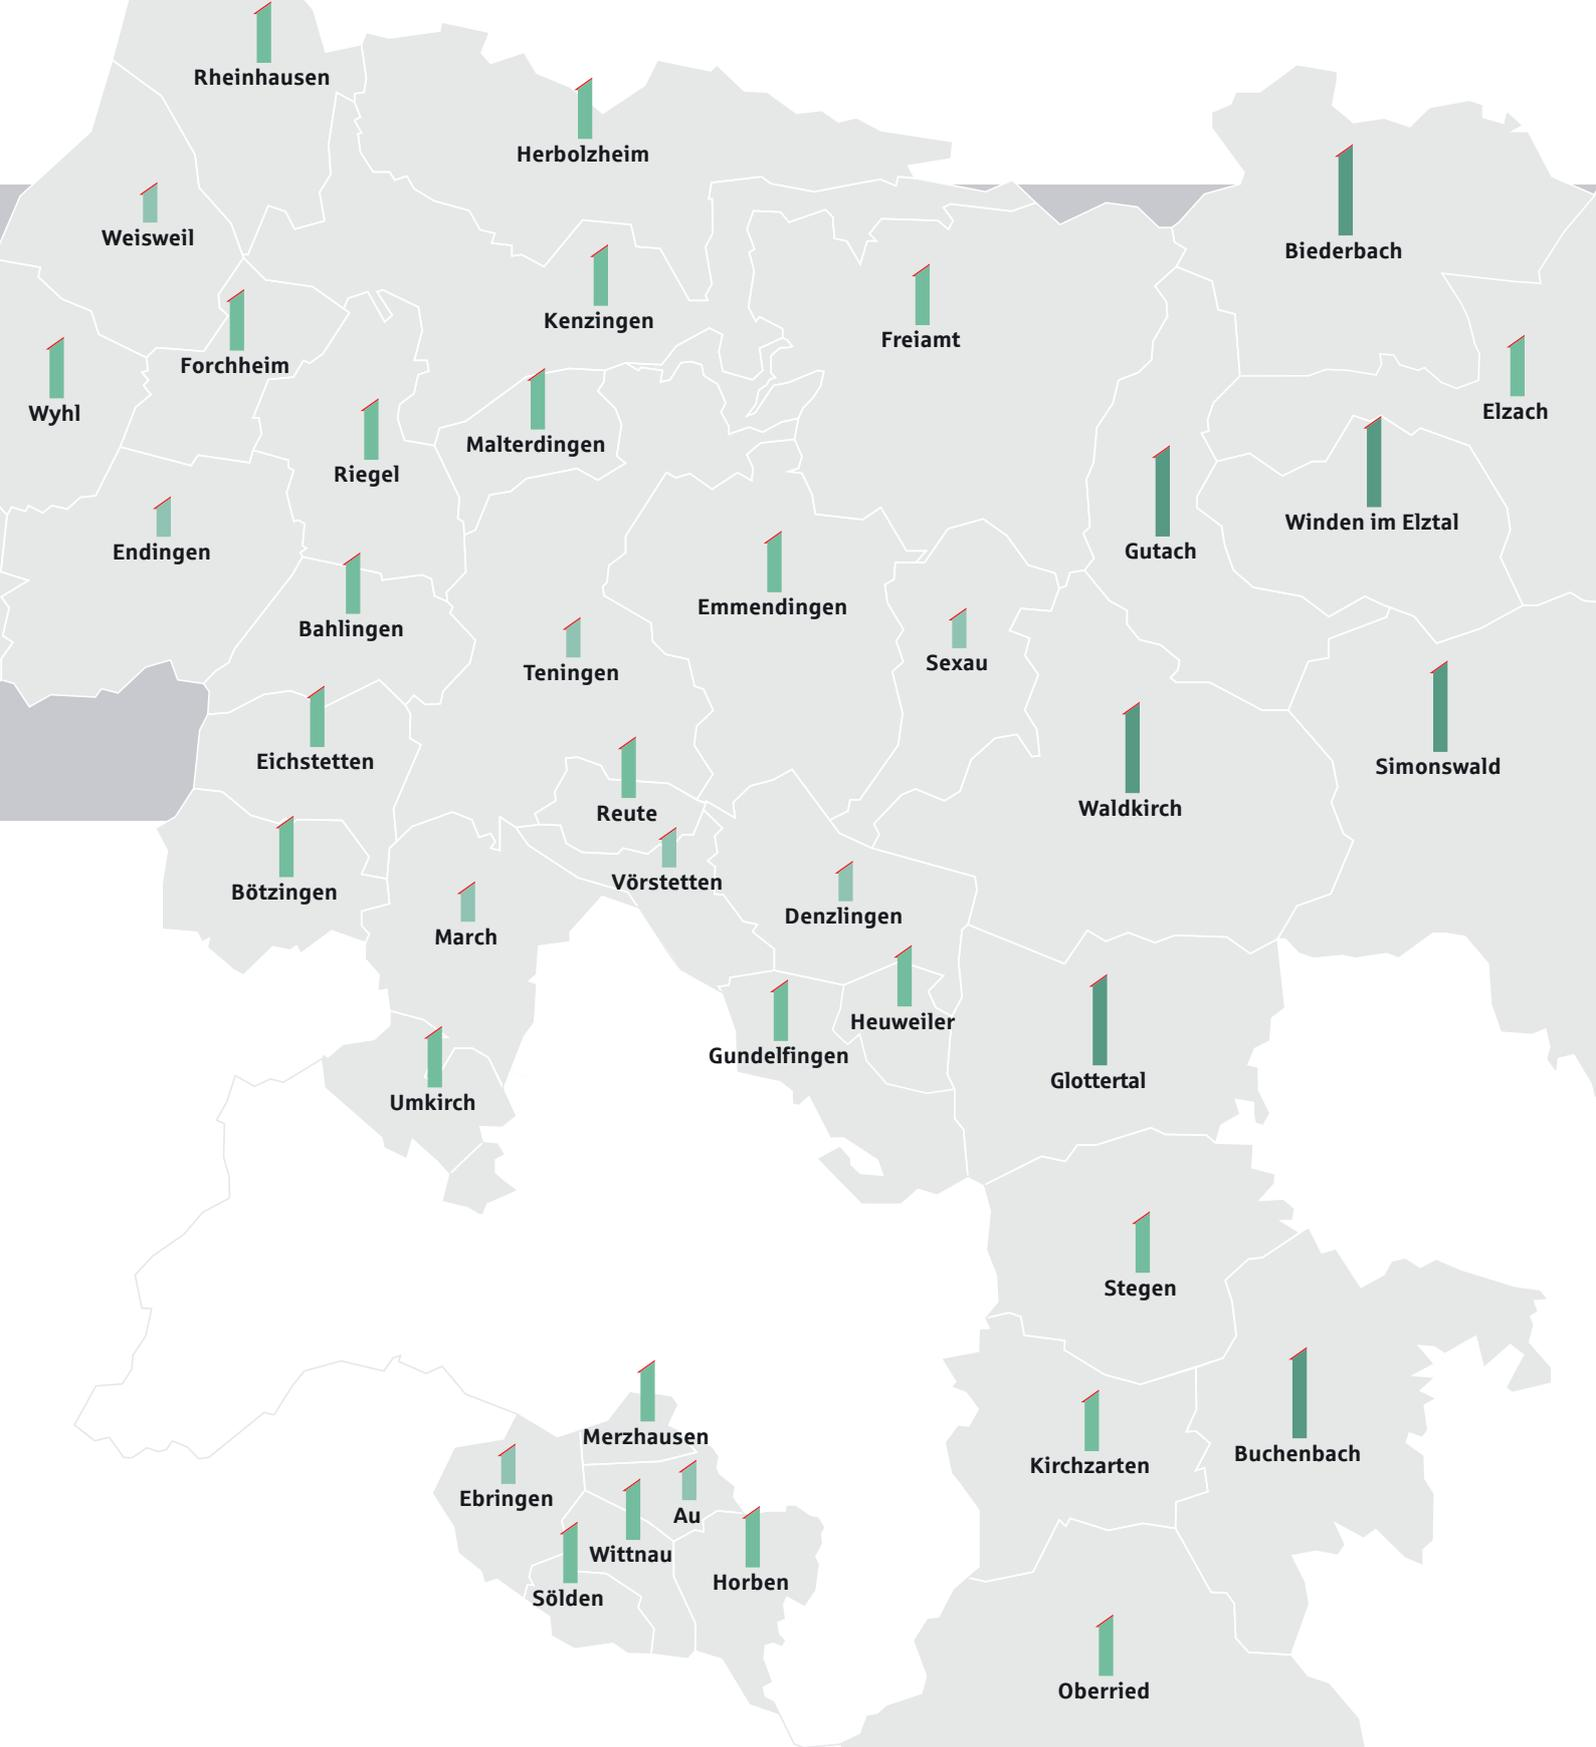 Rheinhausen
Herbolzheim
Weisweil
Biederbach
Kenzingen
Freiamt
Forchheim
Wyhl
Elzach
Malterdingen
Riegel
Winden im Elztal
Endingen
Gutach
Emmendingen
Bahlingen
Sexau
Teningen
Eichstetten
Simonswald
Waldkirch
Reute
Vörstetten
Bötzingen
Denzlingen
March
Heuweiler
Gundelfingen
Glottertal
Umkirch
Stegen
Merzhausen
Buchenbach
Kirchzarten
Ebringen
Au
Wittnau
Horben
Sölden
Oberried